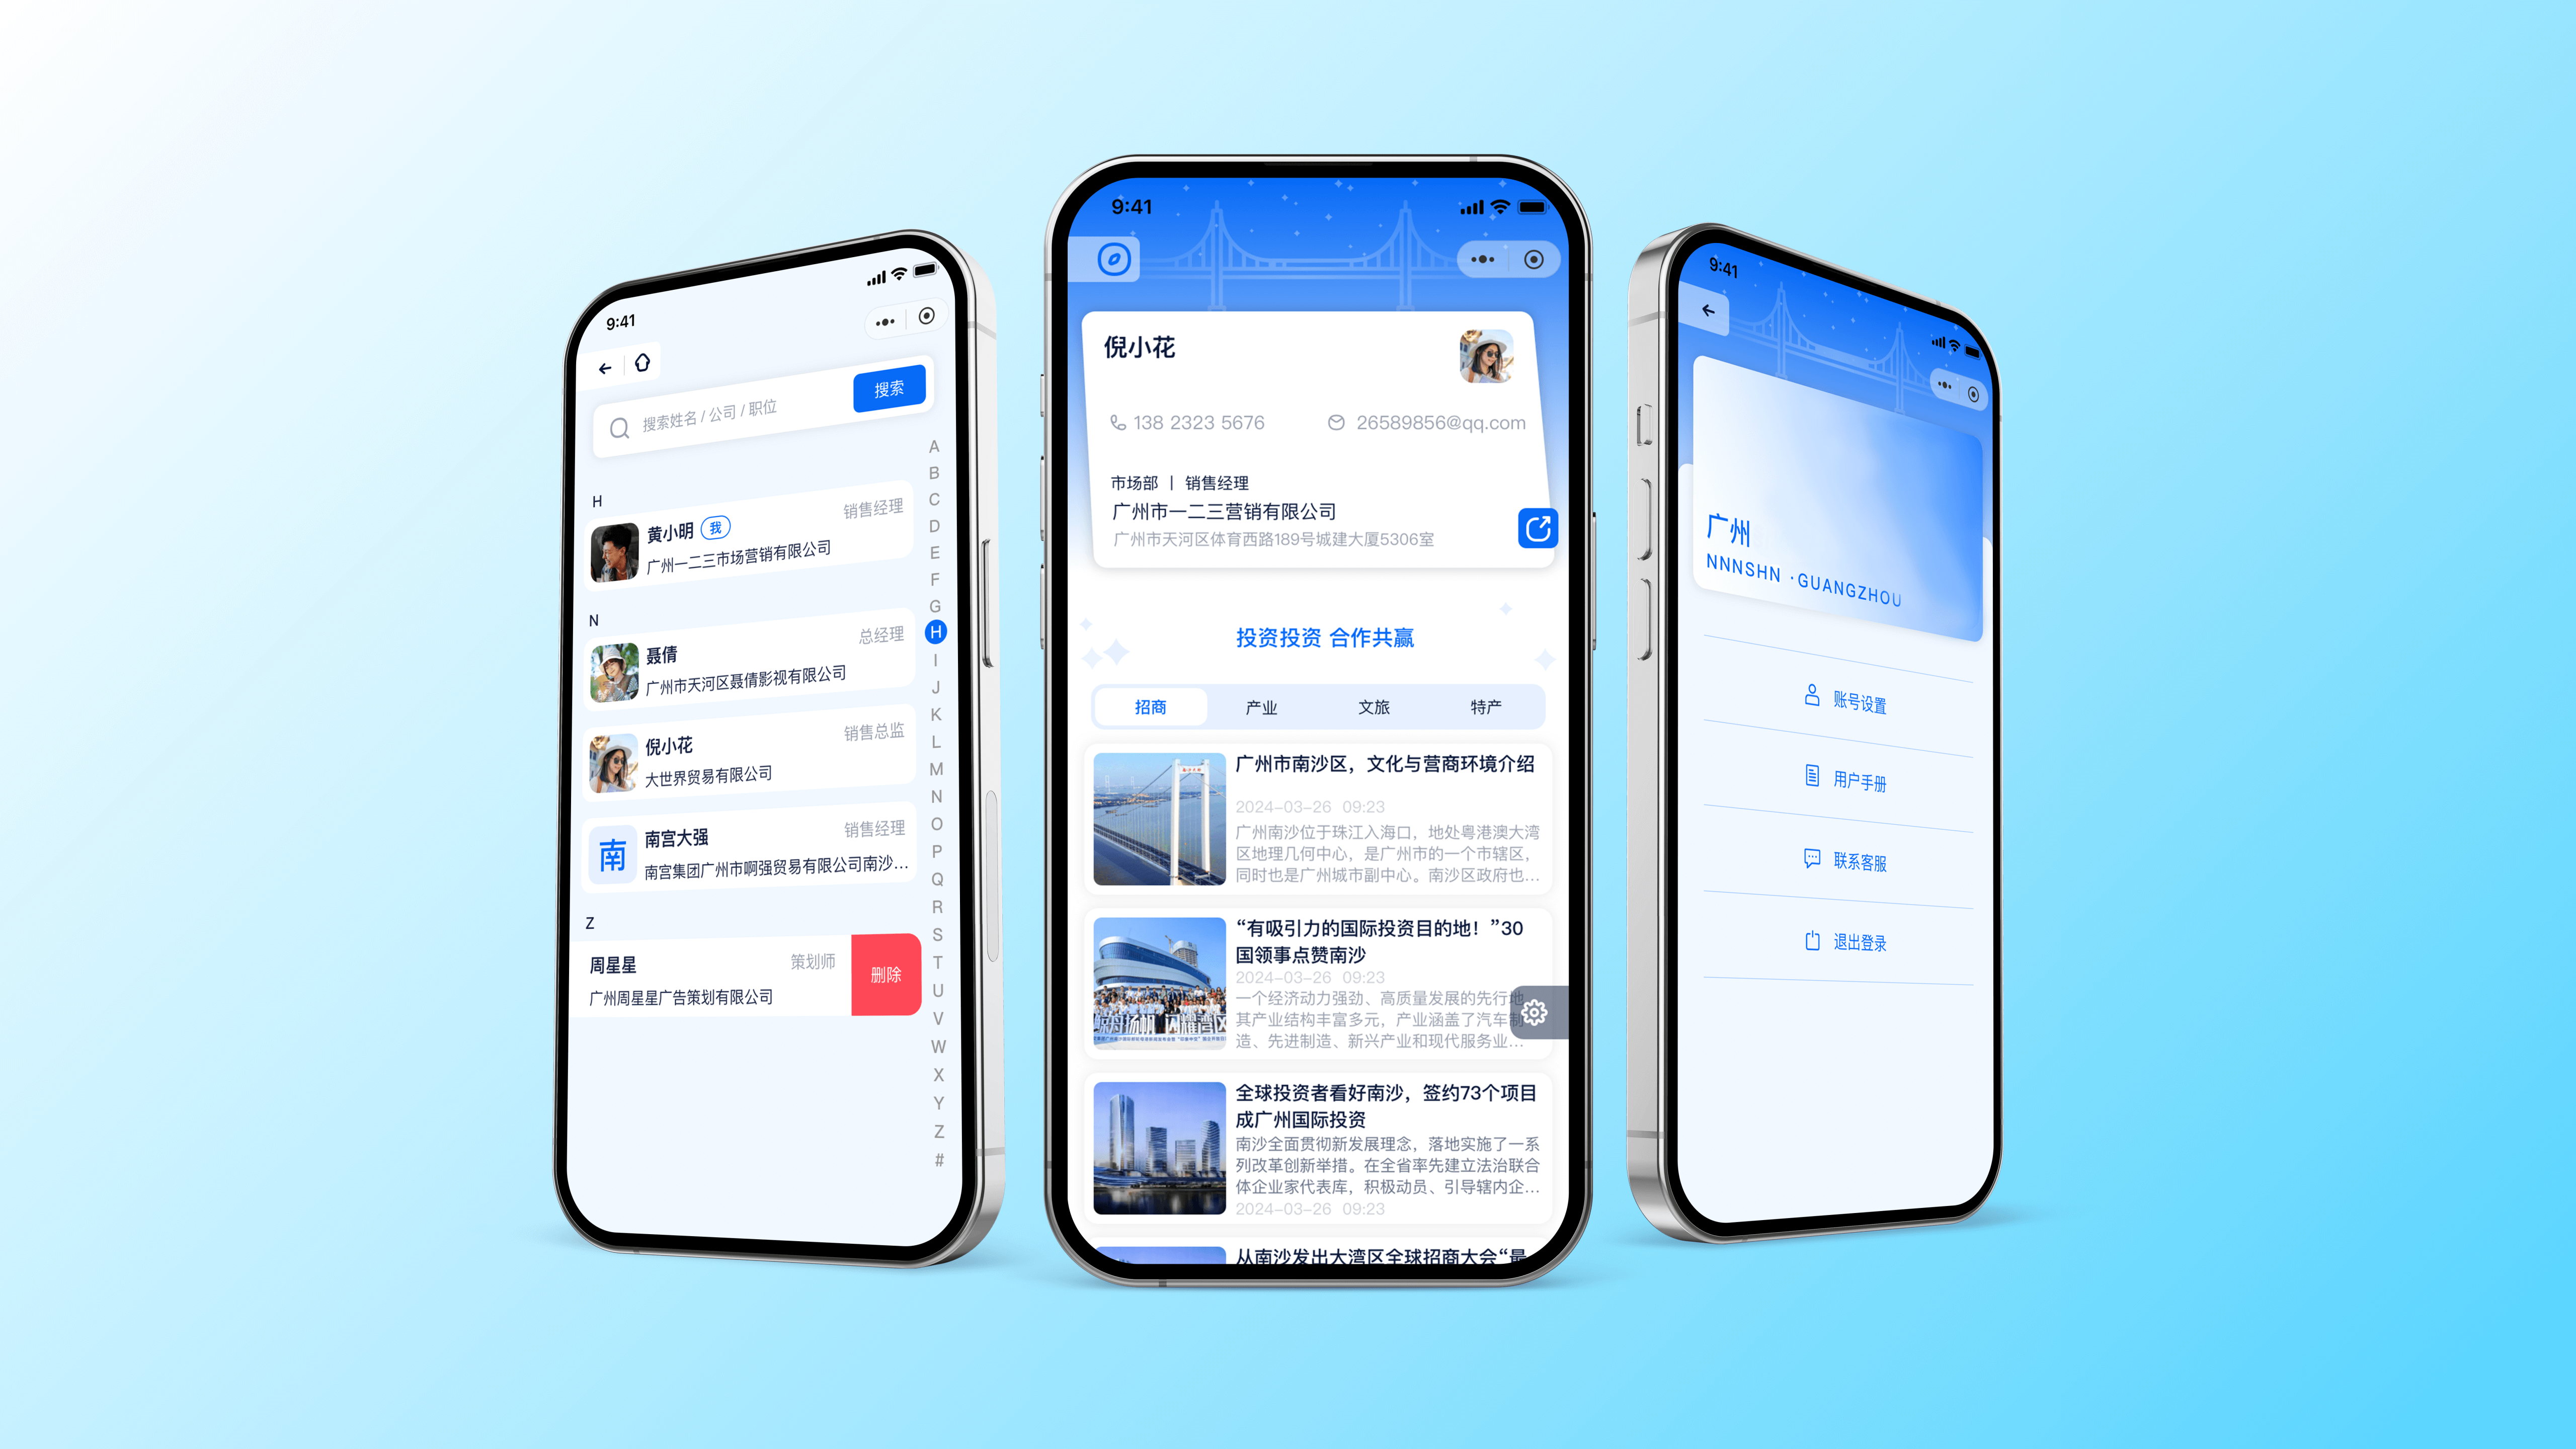 9:41
搜索姓名 / 公司 / 职位
搜索
H
黄小明 我
销售经理
广州一二三市场营销有限公司
N
聂倩
总经理
广州市天河区聂倩影视有限公司
倪小花
销售总监
大世界贸易有限公司
南
南宫大强
销售经理
南宫集团广州市啊强贸易有限公司南沙...
Z
周星星
策划师
广州周星星广告策划有限公司
删除
A
B
C
D
E
F
G
H
I
J
K
L
M
N
O
P
Q
R
S
T
U
V
W
X
Y
Z
#
9:41
倪小花
138 2323 5676
26589856@qq.com
市场部 | 销售经理
广州市一二三营销有限公司
广州市天河区体育西路189号城建大厦5306室
投资投资 合作共赢
招商
产业
文旅
特产
广州市南沙区，文化与营商环境介绍
2024-03-26 09:23
广州南沙位于珠江入海口，地处粤港澳大湾
区地理几何中心，是广州市的一个市辖区，
同时也是广州城市副中心。南沙区政府也...
“有吸引力的国际投资目的地！”30
国领事点赞南沙
2024-03-26 09:23
一个经济动力强劲、高质量发展的先行地
其产业结构丰富多元，产业涵盖了汽车制
造、先进制造、新兴产业和现代服务业...
全球投资者看好南沙，签约73个项目
成广州国际投资
南沙全面贯彻新发展理念，落地实施了一系
列改革创新举措。在全省率先建立法治联合
体企业家代表库，积极动员、引导辖内企...
2024-03-26 09:23
从南沙发出大湾区全球招商大会“最
9:41
广州
NNNSHN ·GUANGZHOU
账号设置
用户手册
联系客服
退出登录